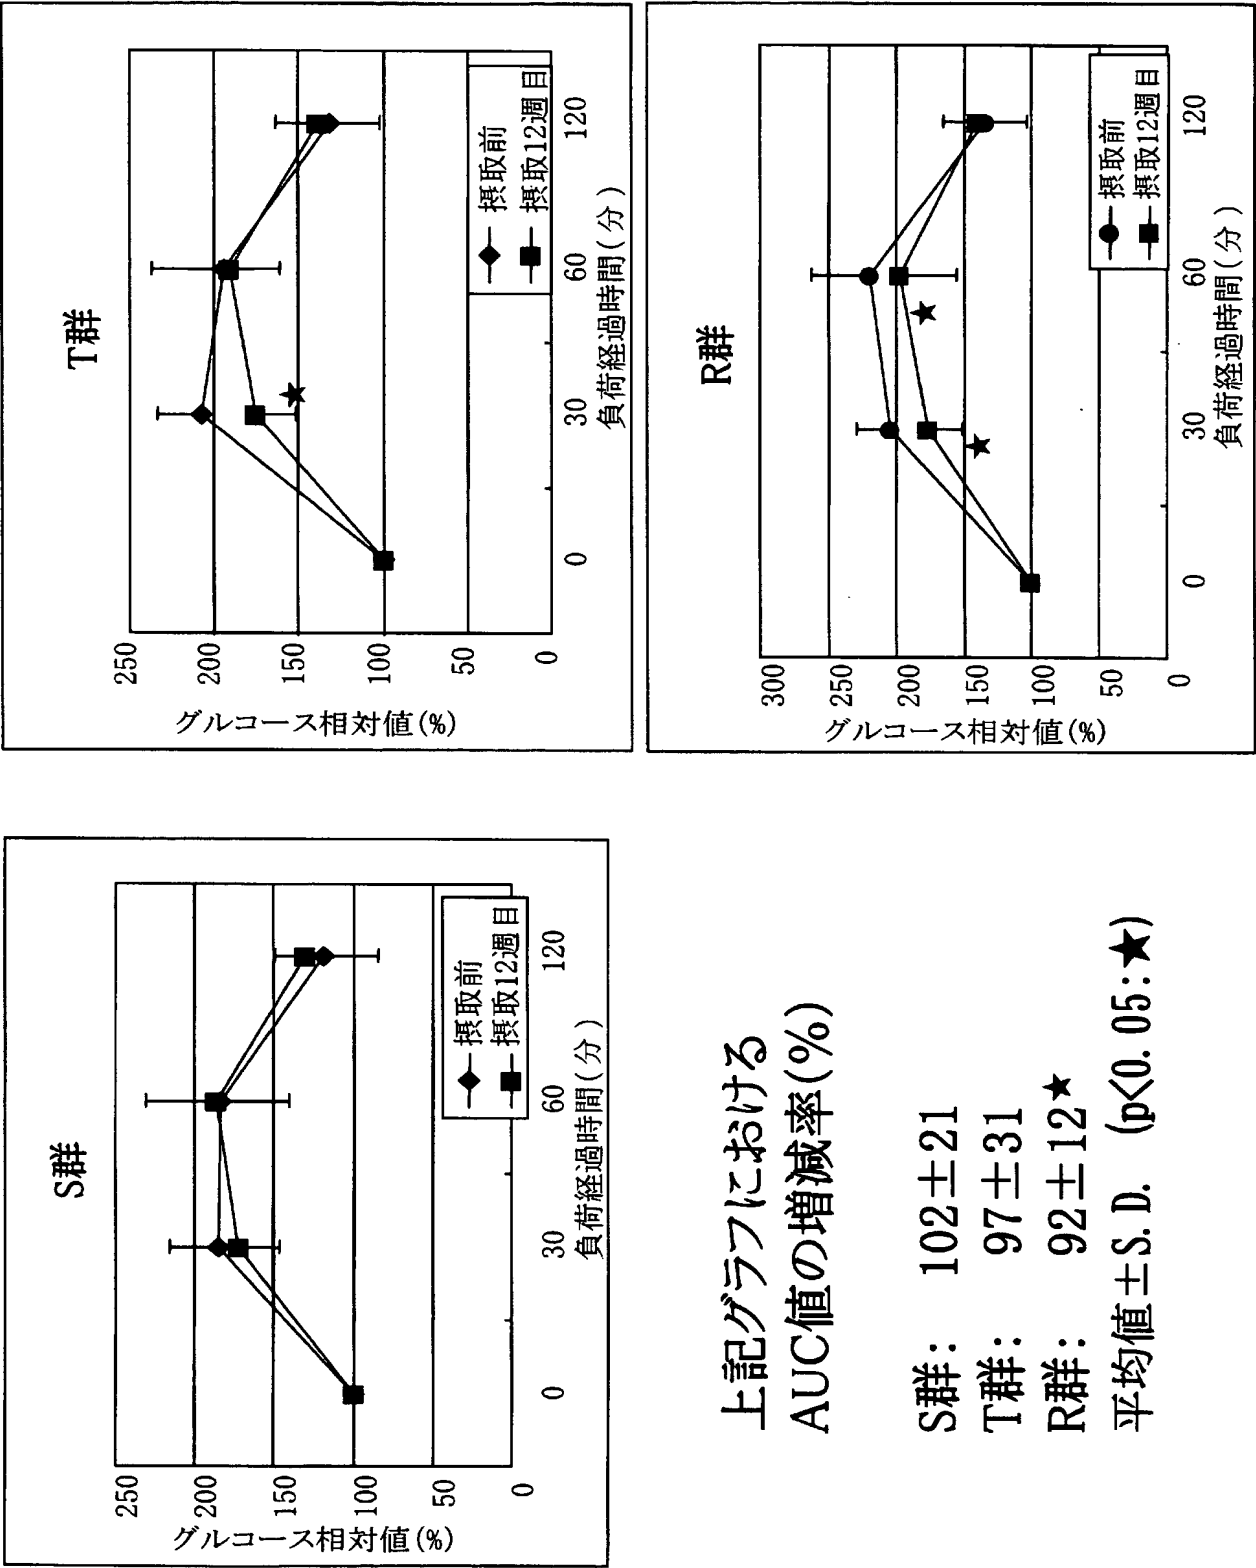 S群
グルコース相対値(%)
250
200
150
100
50
0
0
30
60
120
負荷経過時間(分)
摂取前
摂取12週目
T群
グルコース相対値(%)
250
200
150
100
50
0
0
30
60
120
負荷経過時間(分)
摂取前
摂取12週目
上記グラフにおける
AUC値の増減率(%)
S群: 102±21
T群: 97±31
R群: 92±12★
平均値±S.D. (p<0.05:★)
R群
グルコース相対値(%)
300
250
200
150
100
50
0
0
30
60
120
負荷経過時間(分)
摂取前
摂取12週目
★
★
★